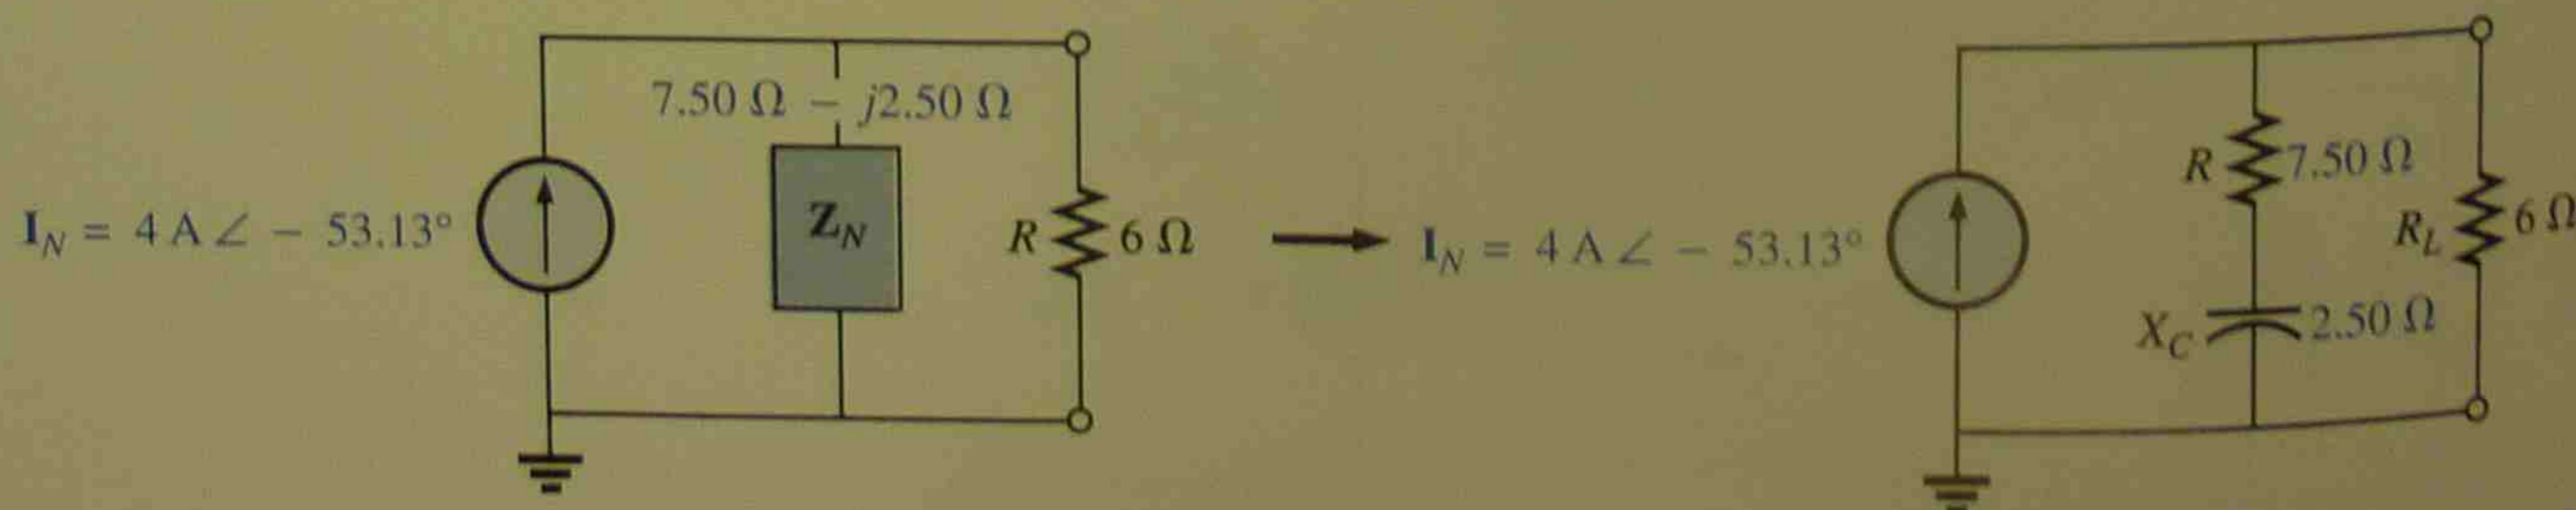 7.50 Ω − j2.50 Ω
I_N = 4 A ∠ − 53.13°
Z_N
R
6 Ω
I_N = 4 A ∠ − 53.13°
R
7.50 Ω
R_L
6 Ω
X_C
2.50 Ω